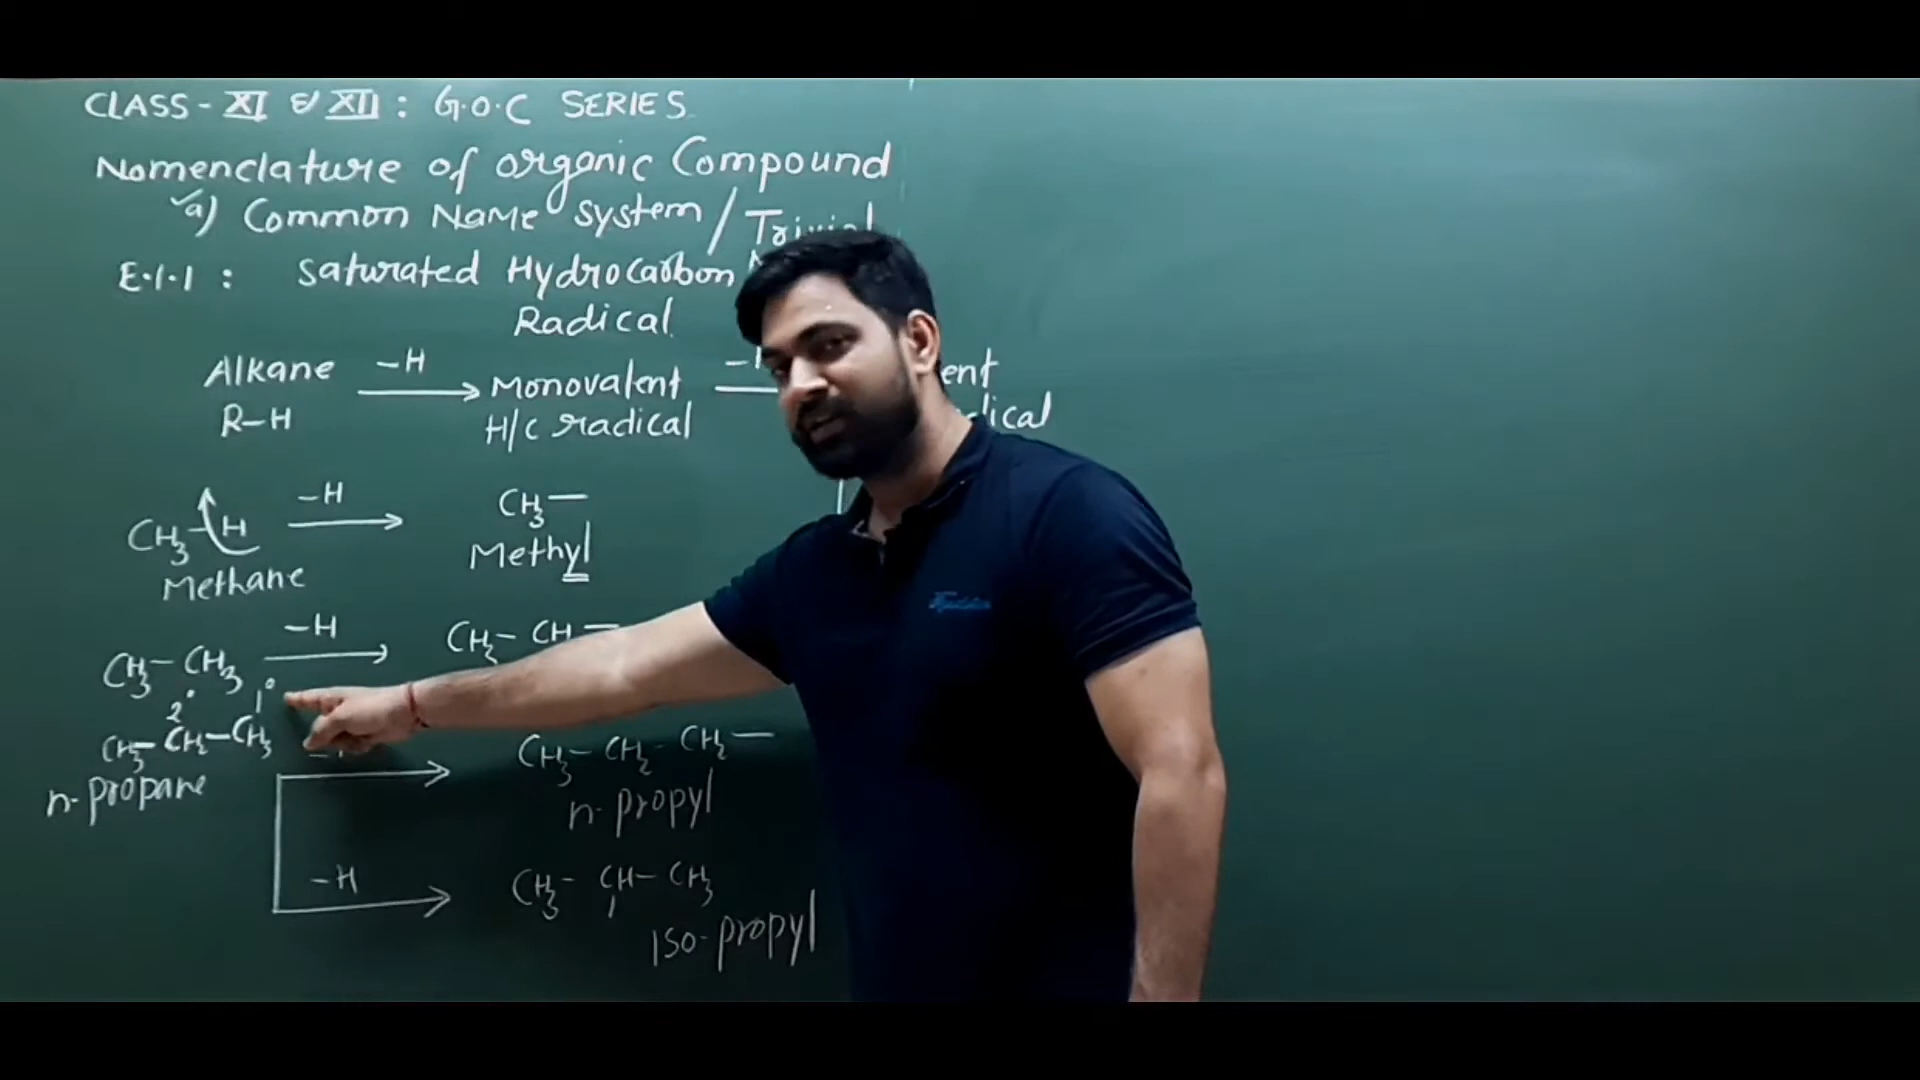 CLASS - XI & XII : G.O.C SERIES
Nomenclature of organic Compound
a) Common Name system /
E.1.1 : Saturated Hydrocarbon
Radical
Alkane -H Monovalent
R-H H/C radical
CH3-H -H CH3-
Methane Methyl
CH3-CH3 -H
2° 1°
CH3-CH2-CH3 CH3-CH2-CH2-
n-propane n-propyl
-H CH3-CH-CH3
Iso-propyl